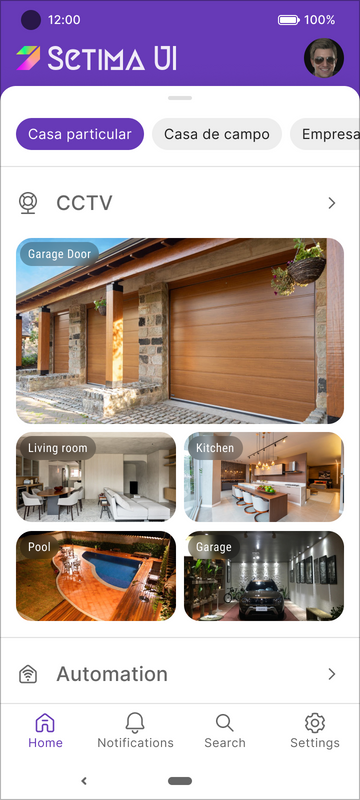 12:00
100%
SETIMA UI
Casa particular
Casa de campo
Empresa
CCTV
Garage Door
Living room
Kitchen
Pool
Garage
Automation
Home
Notifications
Search
Settings